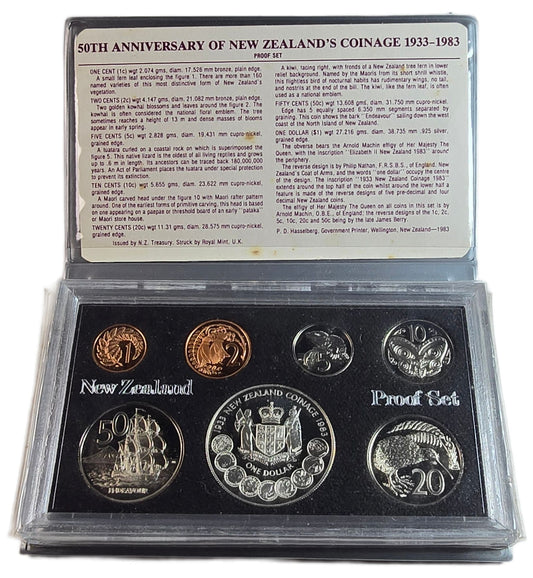 50TH ANNIVERSARY OF NEW ZEALAND'S COINAGE 1933-1983
PROOF SET
ONE CENT (1c) wgt 2.074 gms, diam. 17.526 mm bronze, plain edge.
A small fern leaf enclosing the figure 1. There are more than 160
named varieties of this most distinctive form of New Zealand's
vegetation.
TWO CENTS (2c) wgt 4.147 gms, diam. 21.082 mm bronze, plain edge.
Two golden kowhai blossoms and leaves around the figure 2. The
kowhai is often considered the national floral emblem. The tree
sometimes reaches a height of 13 m and dense masses of blooms
appear in early spring.
FIVE CENTS (5c) wgt 2.828 gms, diam. 19.431 mm cupro-nickel,
grained edge.
A tuatara curled on a coastal rock on which is superimposed the
figure 5. This native lizard is the oldest of all living reptiles and grows
up to .6 m in length. Its ancestors can be traced back 180,000,000
years. An Act of Parliament places the tuatara under special protection
to prevent its extinction.
TEN CENTS (10c) wgt 5.655 gms, diam. 23.622 mm cupro-nickel,
grained edge.
A Maori carved head under the figure 10 with Maori rafter pattern
around. One of the earliest forms of primitive carving, this head is based
on one appearing on a paepae or threshold board of an early "pataka"
or Maori store house.
TWENTY CENTS (20c) wgt 11.31 gms, diam. 28.575 mm cupro-nickel,
grained edge.
A kiwi, facing right, with fronds of a New Zealand tree fern in lower
relief background. Named by the Maoris from its short shrill whistle,
this flightless bird of nocturnal habits has rudimentary wings, no tail,
and nostrils at the end of the bill. The kiwi, like the fern leaf, is often
used as a national emblem.
FIFTY CENTS (50c) wgt 13.608 gms, diam. 31.750 mm cupro-nickel.
Edge has 5 equally spaced 6.350 mm segments separated by
graining. This coin shows the bark "Endeavour" sailing down the west
coast of the North Island of New Zealand.
ONE DOLLAR ($1) wgt 27.216 gms, diam. 38.735 mm .925 silver,
grained edge.
The obverse bears the Arnold Machin effigy of Her Majesty The
Queen, with the inscription "Elizabeth II New Zealand 1983" around
the periphery.
The reverse design is by Philip Nathan, F.R.S.B.S., of England. New
Zealand's Coat of Arms, and the words "one dollar" occupy the centre
of the design. The inscription "1933 New Zealand Coinage 1983"
extends around the top half of the coin whilst around the lower half a
feature is made of the reverse designs of five pre-decimal and four
decimal coins.
The effigy of Her Majesty The Queen on all coins in this set is by
Arnold Machin, O.B.E., of England; the reverse designs of the 1c, 2c,
5c, 10c, 20c and 50c being by the late James Berry
Issued by N.Z. Treasury. Struck by Royal Mint, U.K.
P. D. Hasselberg, Government Printer, Wellington, New Zealand—1983
1
2
5
10
New Zealand
Proof Set
50
ENDEAVOUR
1933 NEW ZEALAND COINAGE 1983
ONE DOLLAR
20